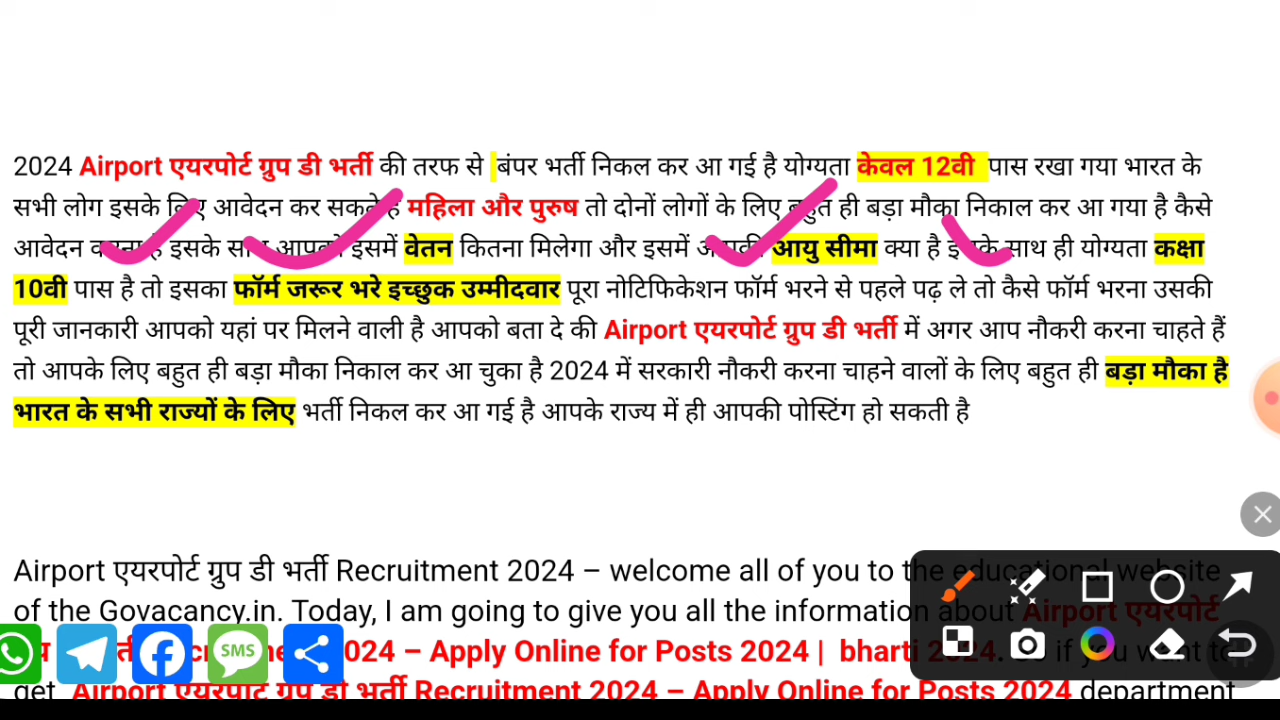 2024 Airport एयरपोर्ट ग्रुप डी भर्ती की तरफ से बंपर भर्ती निकल कर आ गई है योग्यता केवल 12वी पास रखा गया भारत के
सभी लोग इसके लिए आवेदन कर सकते है महिला और पुरुष तो दोनों लोगों के लिए बहुत ही बड़ा मौका निकाल कर आ गया है कैसे
आवेदन करना है इसके साथ आपको इसमें वेतन कितना मिलेगा और इसमें आपकी आयु सीमा क्या है इसके साथ ही योग्यता कक्षा
10वी पास है तो इसका फॉर्म जरूर भरे इच्छुक उम्मीदवार पूरा नोटिफिकेशन फॉर्म भरने से पहले पढ़ ले तो कैसे फॉर्म भरना उसकी
पूरी जानकारी आपको यहां पर मिलने वाली है आपको बता दे की Airport एयरपोर्ट ग्रुप डी भर्ती में अगर आप नौकरी करना चाहते हैं
तो आपके लिए बहुत ही बड़ा मौका निकाल कर आ चुका है 2024 में सरकारी नौकरी करना चाहने वालों के लिए बहुत ही बड़ा मौका है
भारत के सभी राज्यों के लिए भर्ती निकल कर आ गई है आपके राज्य में ही आपकी पोस्टिंग हो सकती है
Airport एयरपोर्ट ग्रुप डी भर्ती Recruitment 2024 – welcome all of you to the educational website
of the Govacancy.in. Today, I am going to give you all the information about Airport एयरपोर्ट
2024 – Apply Online for Posts 2024 | bharti 2024. So if you want to
get Airport एयरपोर्ट ग्रुप डी भर्ती Recruitment 2024 – Apply Online for Posts 2024 department
SMS